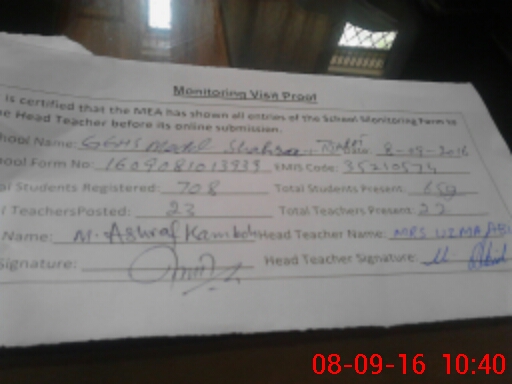 Monitoring Visit Proof
is certified that the MEA has shown all entries of the School Monitoring Form to
he Head Teacher before its online submission.
hool Name: GGHS Model 8-09-2016
ool Form No: 1609081013939 EMIS Code: 35210574
al Students Registered: 708 Total Students Present: 659
l TeachersPosted: 23 Total Teachers Present: 22
Name: M. Ashraf Kamboh Head Teacher Name: MRS UZMA
Signature: Head Teacher Signature:
08-09-16 10:40